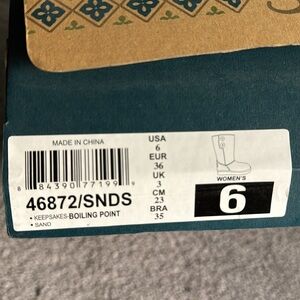 MADE IN CHINA
8 84390 77199 9
46872/SNDS
• KEEPSAKES-BOILING POINT
• SAND
USA
6
EUR
36
UK
3
CM
23
BRA
35
WOMEN'S
6